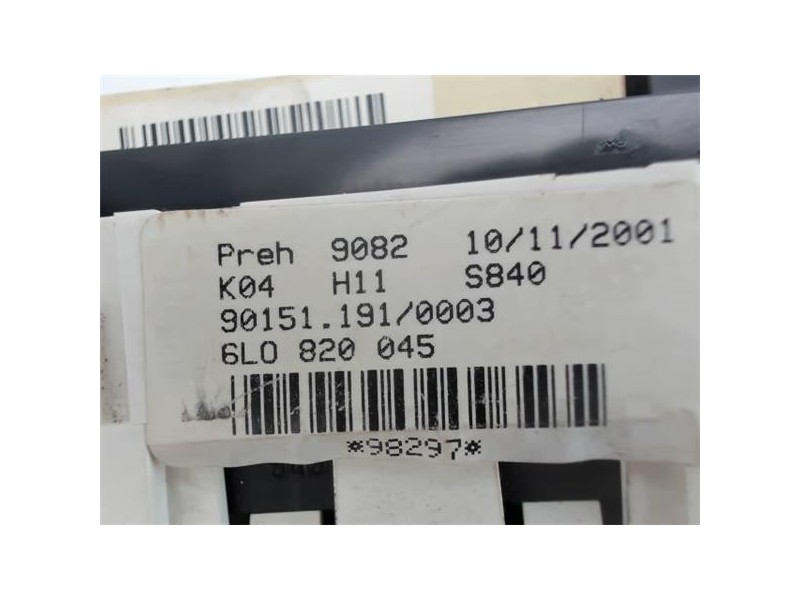 Preh 9082 10/11/2001
K04 H11 S840
90151.191/0003
6L0 820 045
*98297*